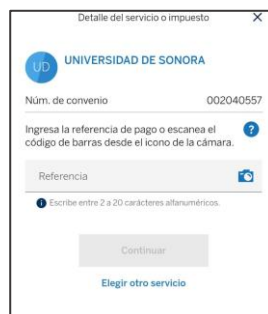 Detalle del servicio o impuesto X
UD UNIVERSIDAD DE SONORA
Núm. de convenio 002040557
Ingresa la referencia de pago o escanea el ?
código de barras desde el icono de la cámara.
Referencia
i Escribe entre 2 a 20 carácteres alfanuméricos.
Continuar
Elegir otro servicio